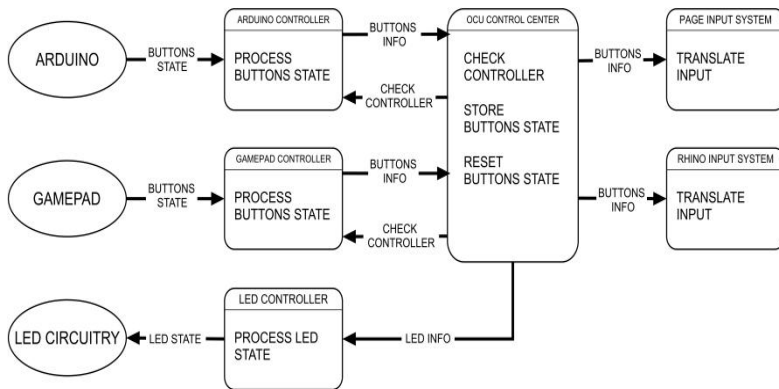 ARDUINO CONTROLLER
OCU CONTROL CENTER
PAGE INPUT SYSTEM
ARDUINO
BUTTONS
STATE
PROCESS
BUTTONS STATE
BUTTONS
INFO
CHECK
CONTROLLER
CHECK
CONTROLLER
STORE
BUTTONS STATE
RESET
BUTTONS STATE
BUTTONS
INFO
TRANSLATE
INPUT
GAMEPAD CONTROLLER
RHINO INPUT SYSTEM
GAMEPAD
BUTTONS
STATE
PROCESS
BUTTONS STATE
BUTTONS
INFO
CHECK
CONTROLLER
BUTTONS
INFO
TRANSLATE
INPUT
LED CONTROLLER
LED CIRCUITRY
LED STATE
PROCESS LED
STATE
LED INFO